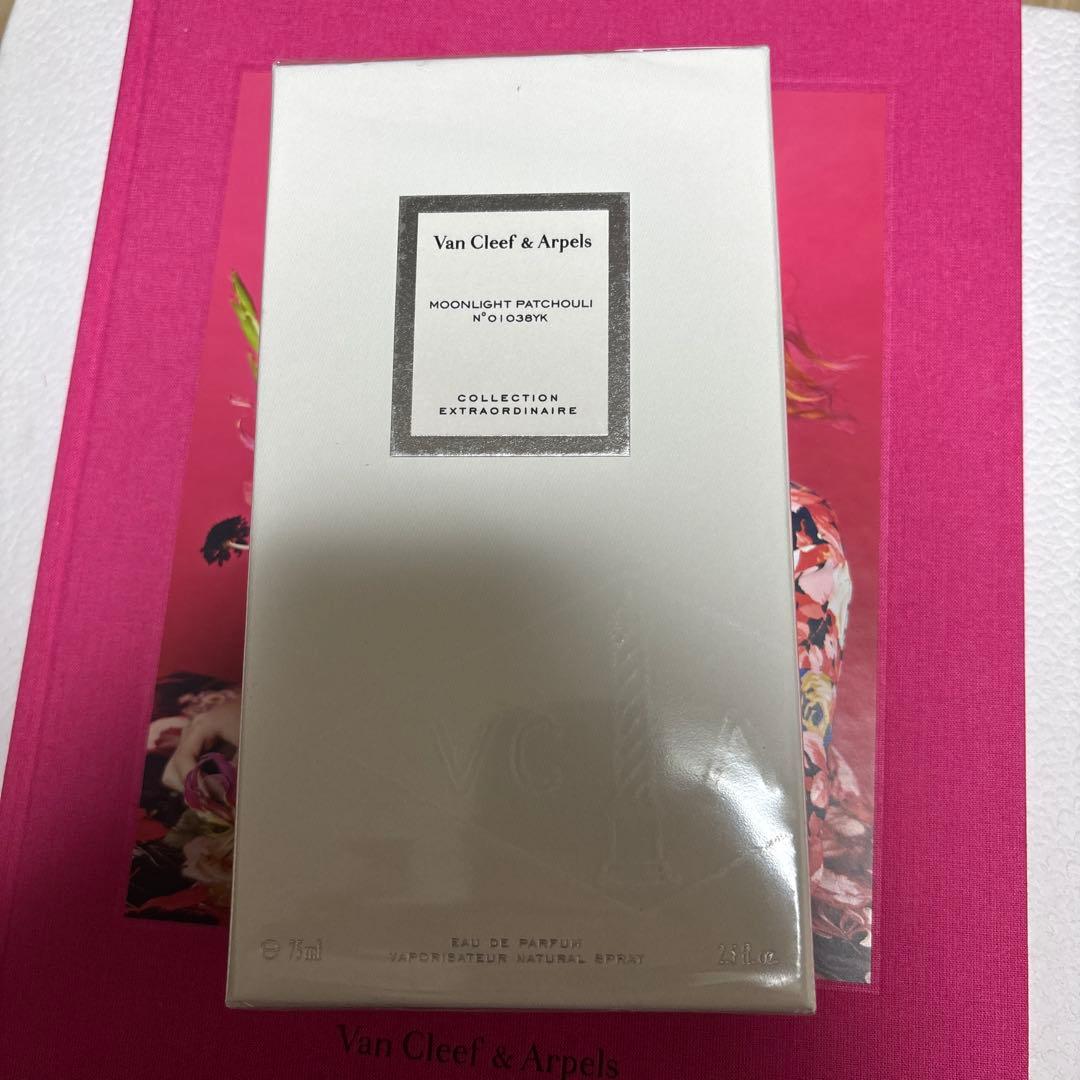 Van Cleef & Arpels
MOONLIGHT PATCHOULI
N°01038YK
COLLECTION
EXTRAORDINAIRE
VC A
℮ 75ml
EAU DE PARFUM
VAPORISATEUR NATURAL SPRAY
2.5 fl.oz
Van Cleef & Arpels